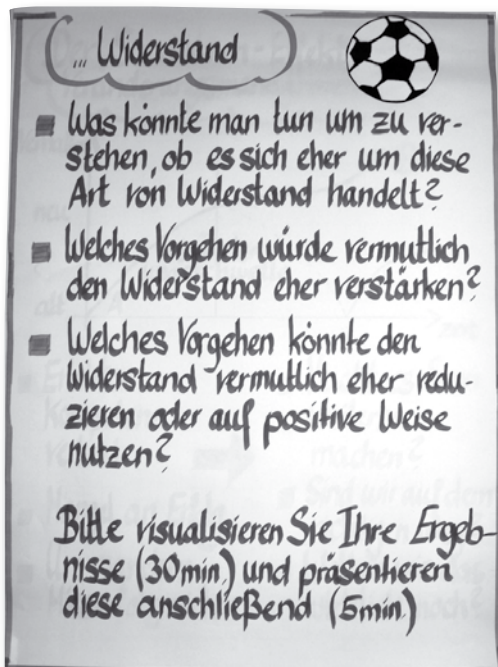 ... Widerstand
Was könnte man tun um zu ver-
stehen, ob es sich eher um diese
Art von Widerstand handelt?
Welches Vorgehen würde vermutlich
den Widerstand eher verstärken?
Welches Vorgehen könnte den
Widerstand vermutlich eher redu-
zieren oder auf positive Weise
nutzen?
Bitte visualisieren Sie Ihre Ergeb-
nisse (30min.) und präsentieren
diese anschließend (5min.)